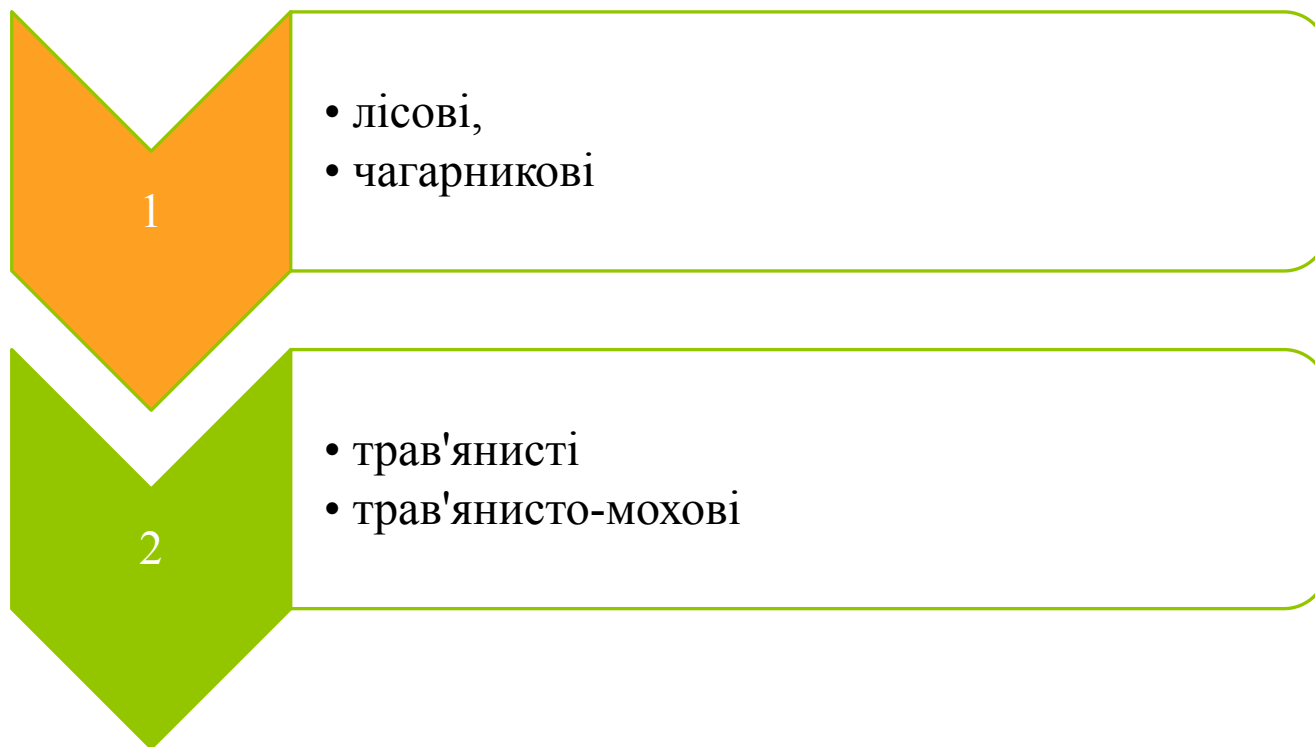 1
• лісові,
• чагарникові
2
• трав'янисті
• трав'янисто-мохові